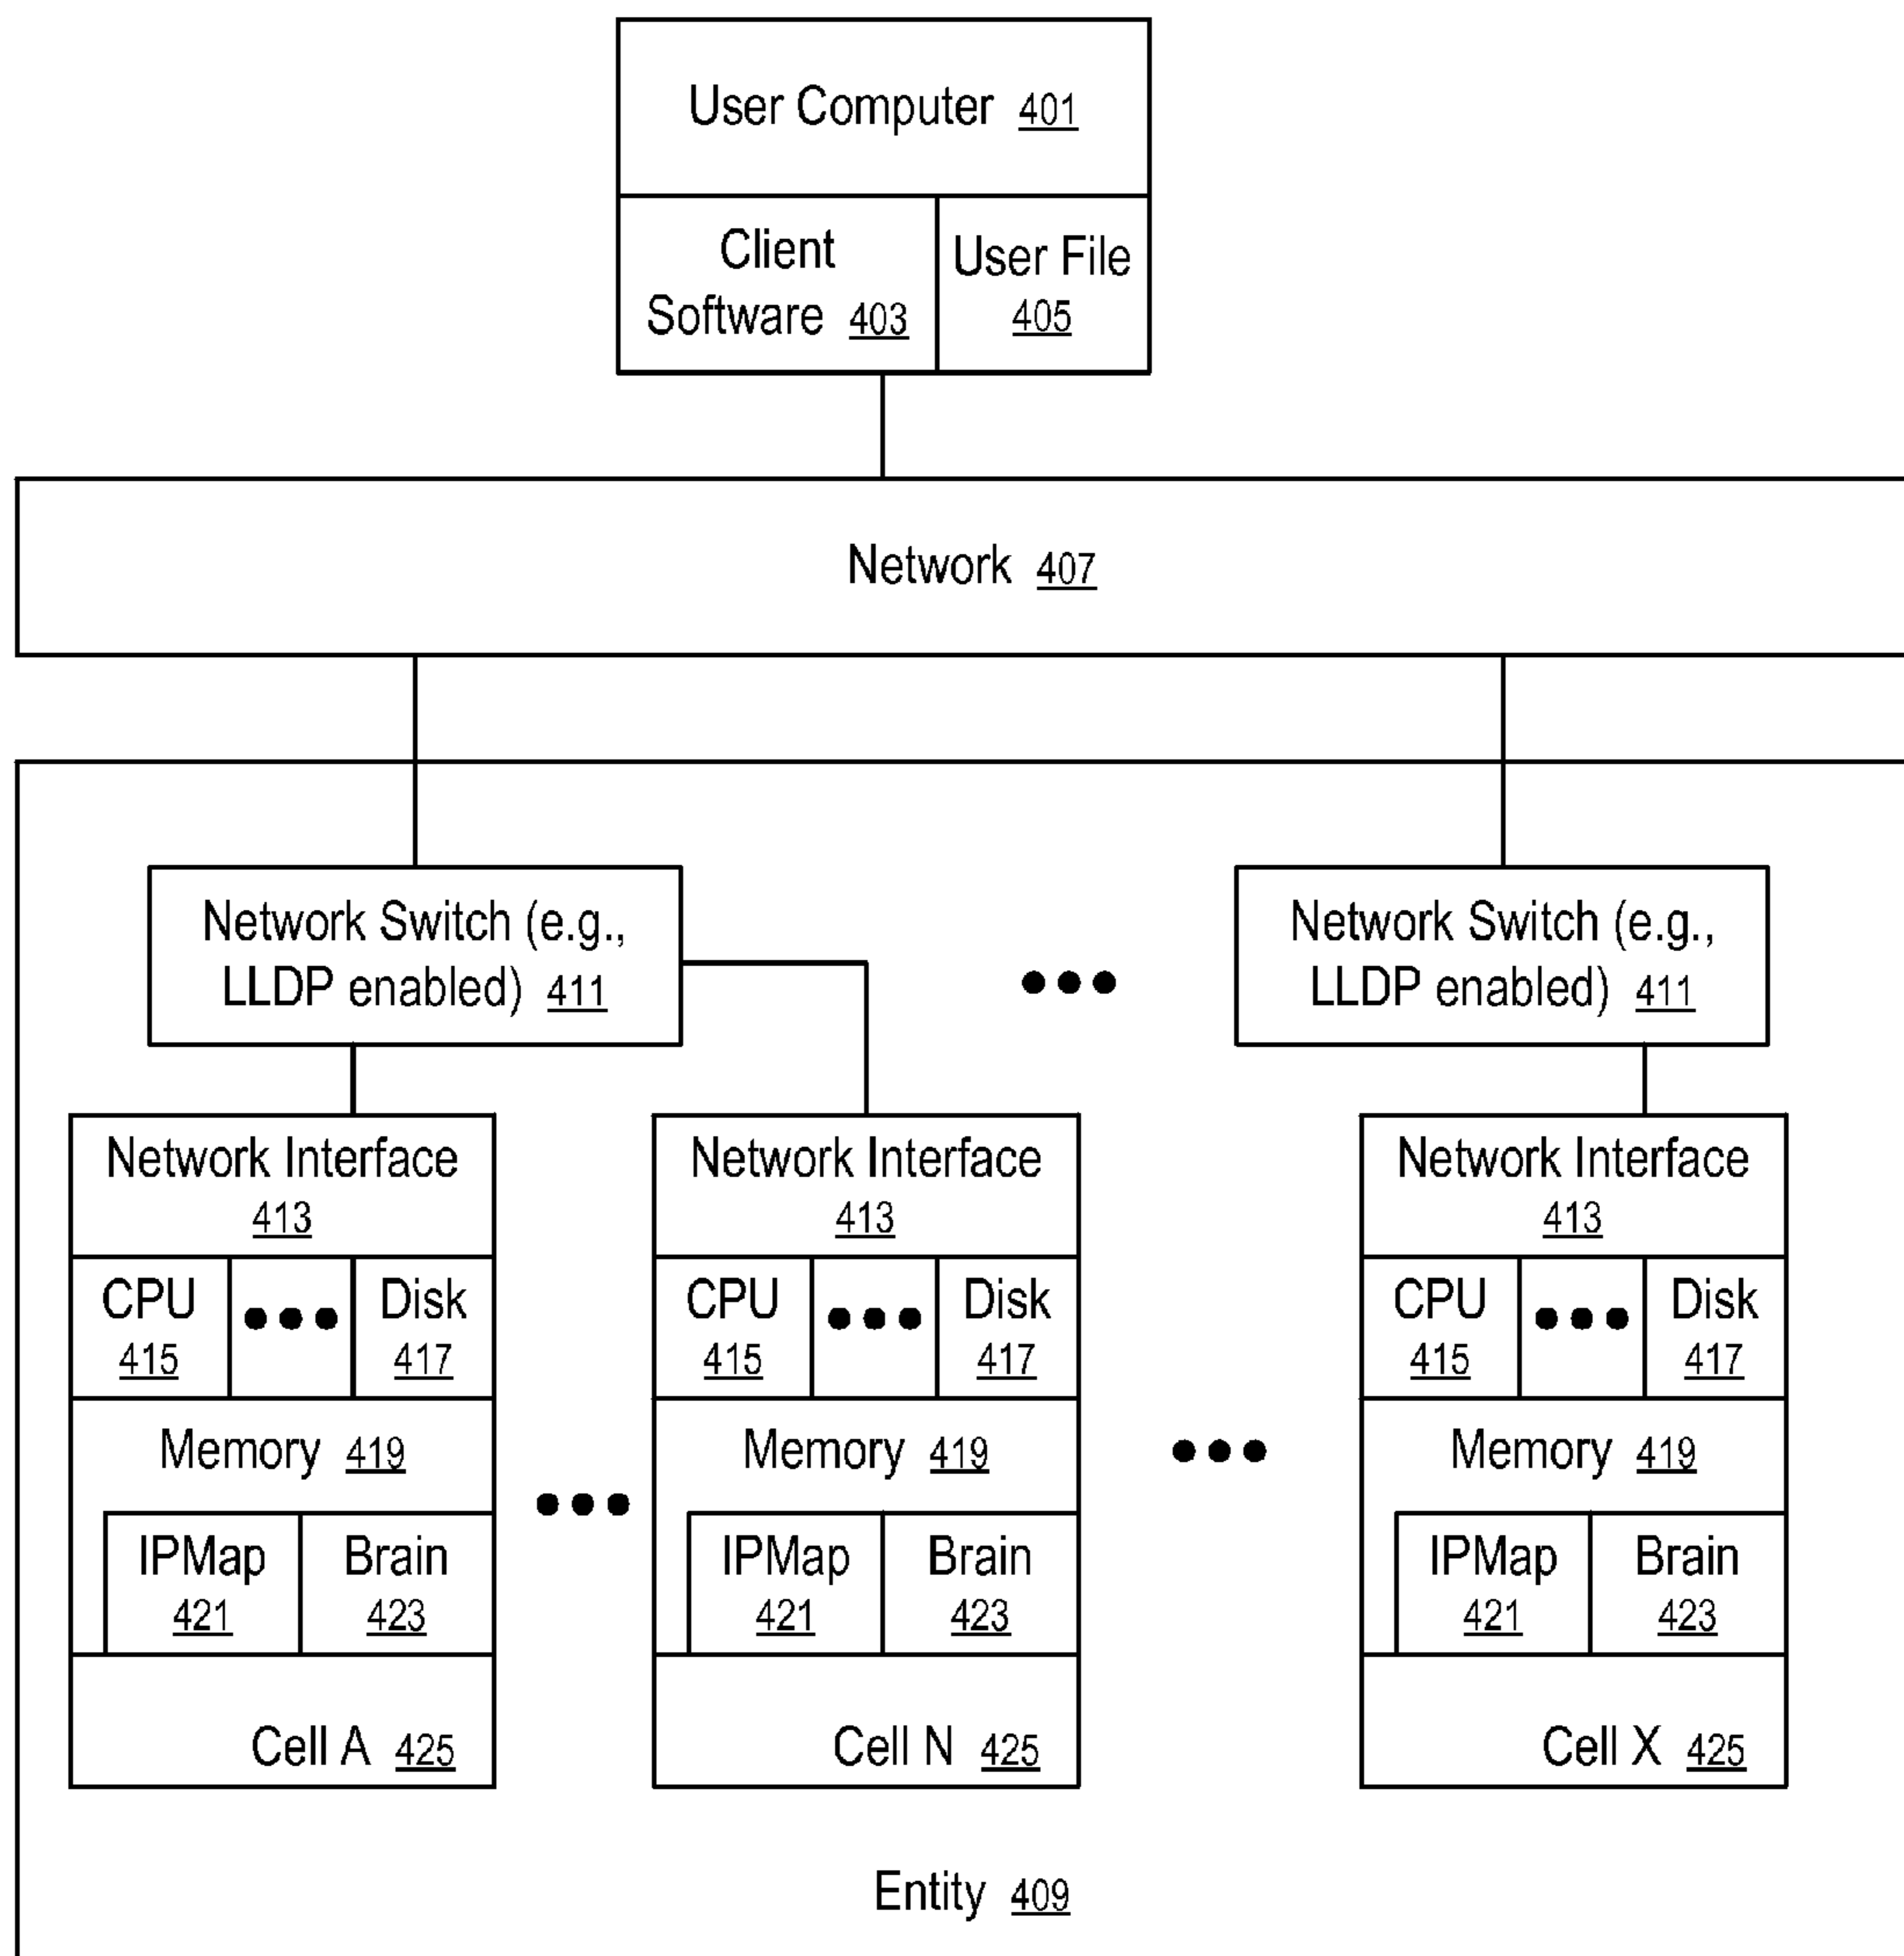 User Computer 401
Client
Software 403
User File
405
Network 407
Network Switch (e.g.,
LLDP enabled) 411
Network Switch (e.g.,
LLDP enabled) 411
Network Interface
413
CPU
415
Disk
417
Memory 419
IPMap
421
Brain
423
Cell A 425
Network Interface
413
CPU
415
Disk
417
Memory 419
IPMap
421
Brain
423
Cell N 425
Network Interface
413
CPU
415
Disk
417
Memory 419
IPMap
421
Brain
423
Cell X 425
Entity 409